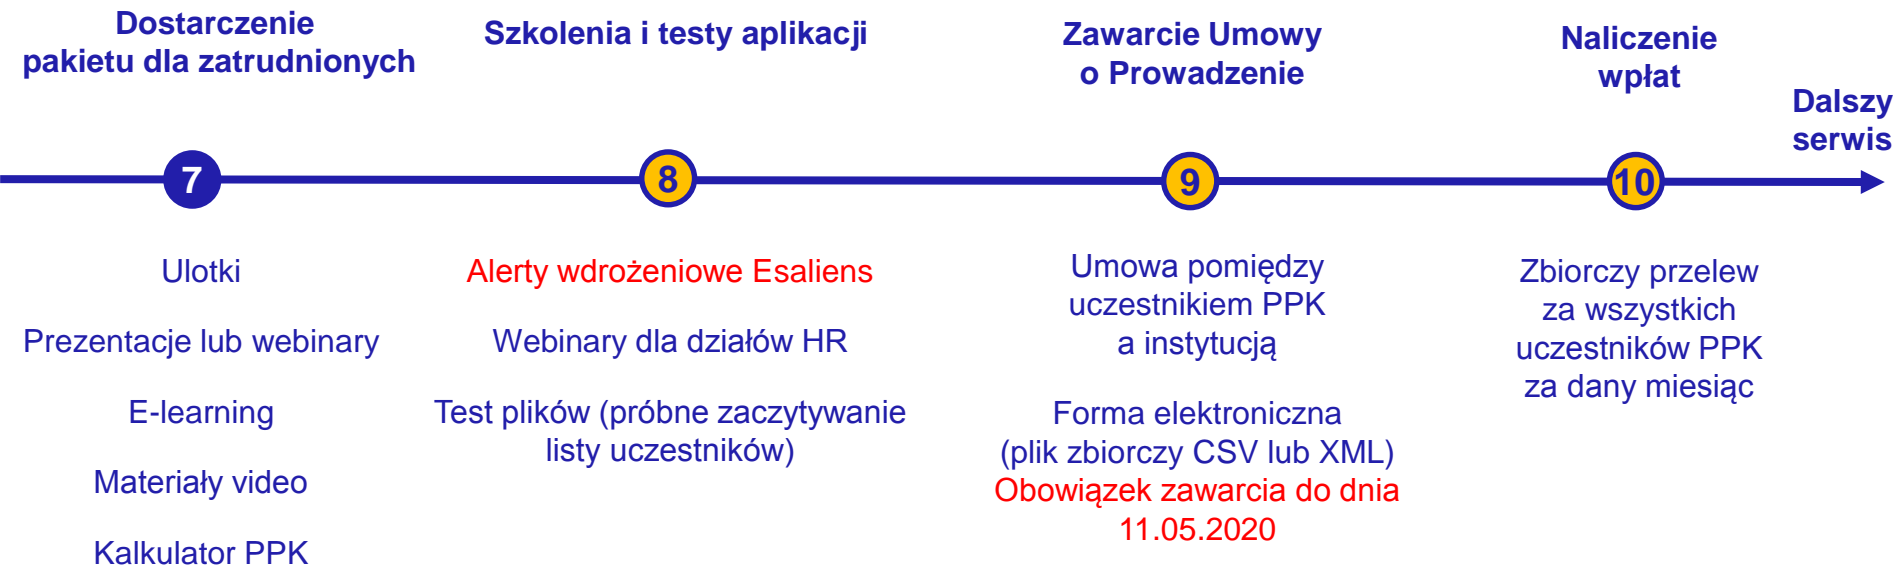 Dostarczenie
pakietu dla zatrudnionych
7
Ulotki
Prezentacje lub webinary
E-learning
Materiały video
Kalkulator PPK
Szkolenia i testy aplikacji
8
Alerty wdrożeniowe Esaliens
Webinary dla działów HR
Test plików (próbne zaczytywanie
listy uczestników)
Zawarcie Umowy
o Prowadzenie
9
Umowa pomiędzy
uczestnikiem PPK
a instytucją
Forma elektroniczna
(plik zbiorczy CSV lub XML)
Obowiązek zawarcia do dnia
11.05.2020
Naliczenie
wpłat
10
Zbiorczy przelew
za wszystkich
uczestników PPK
za dany miesiąc
Dalszy
serwis